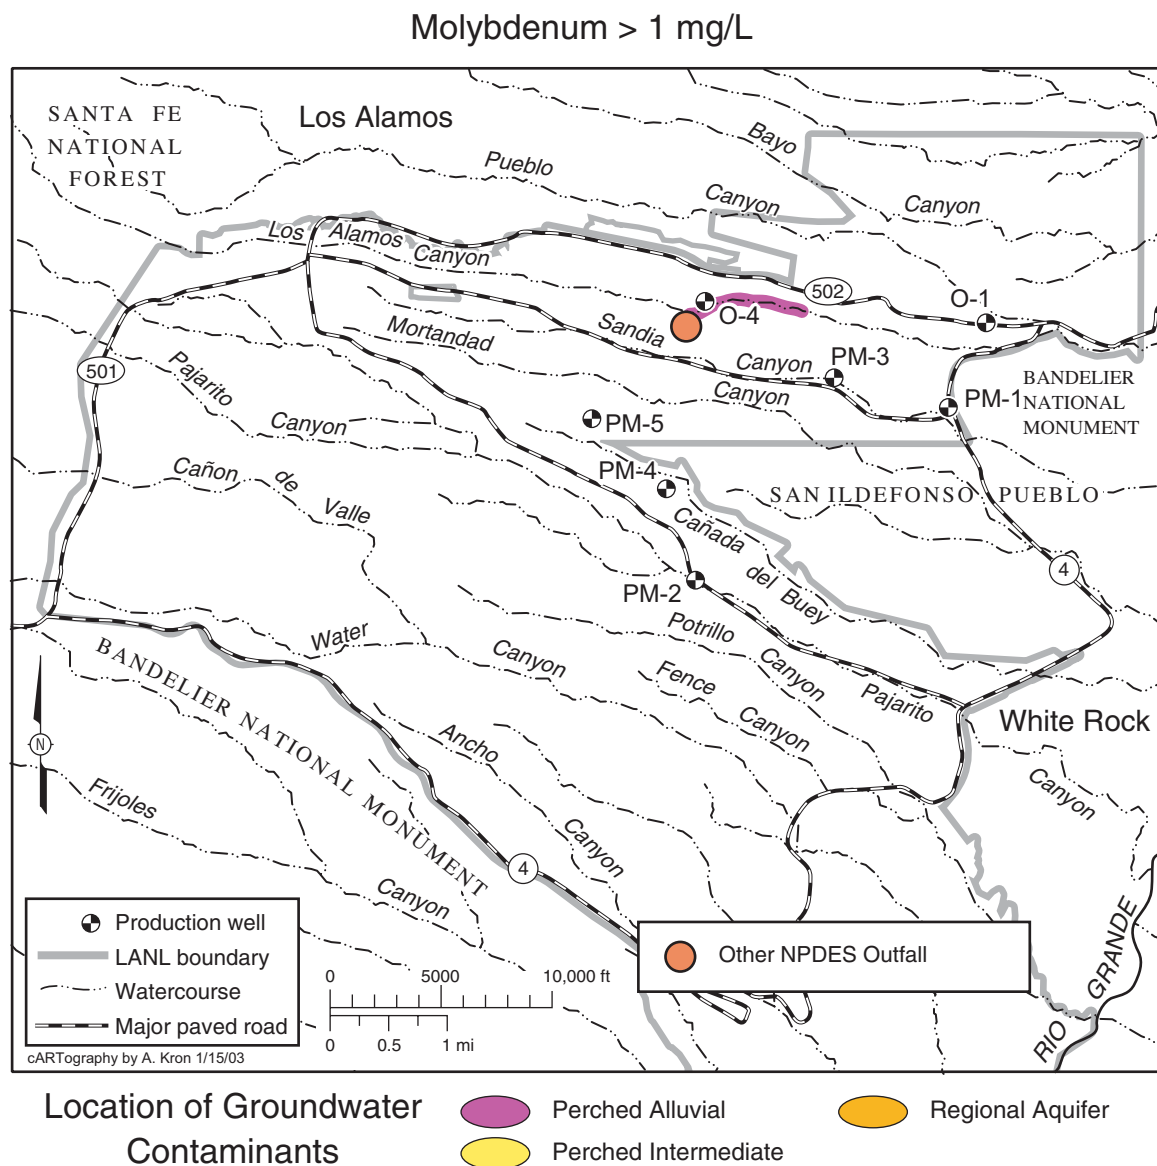 Molybdenum > 1 mg/L
SANTA FE
NATIONAL
FOREST
Los Alamos
Pueblo
Canyon
Bayo
Canyon
Los Alamos
Canyon
502
O-1
O-4
Sandia
Canyon
PM-3
Mortandad
Canyon
PM-1
BANDELIER
NATIONAL
MONUMENT
501
Pajarito
Canyon
PM-5
PM-4
SAN ILDEFONSO PUEBLO
Cañon de Valle
Cañada
del Buey
4
PM-2
Water
Canyon
Potrillo
Canyon
Fence
Canyon
Pajarito
White Rock
Canyon
BANDELIER NATIONAL MONUMENT
N
Ancho
Canyon
Frijoles
Canyon
4
RIO GRANDE
Production well
LANL boundary
Watercourse
Major paved road
cARTography by A. Kron 1/15/03
0 5000 10,000 ft
0 0.5 1 mi
Other NPDES Outfall
Location of Groundwater
Contaminants
Perched Alluvial
Perched Intermediate
Regional Aquifer